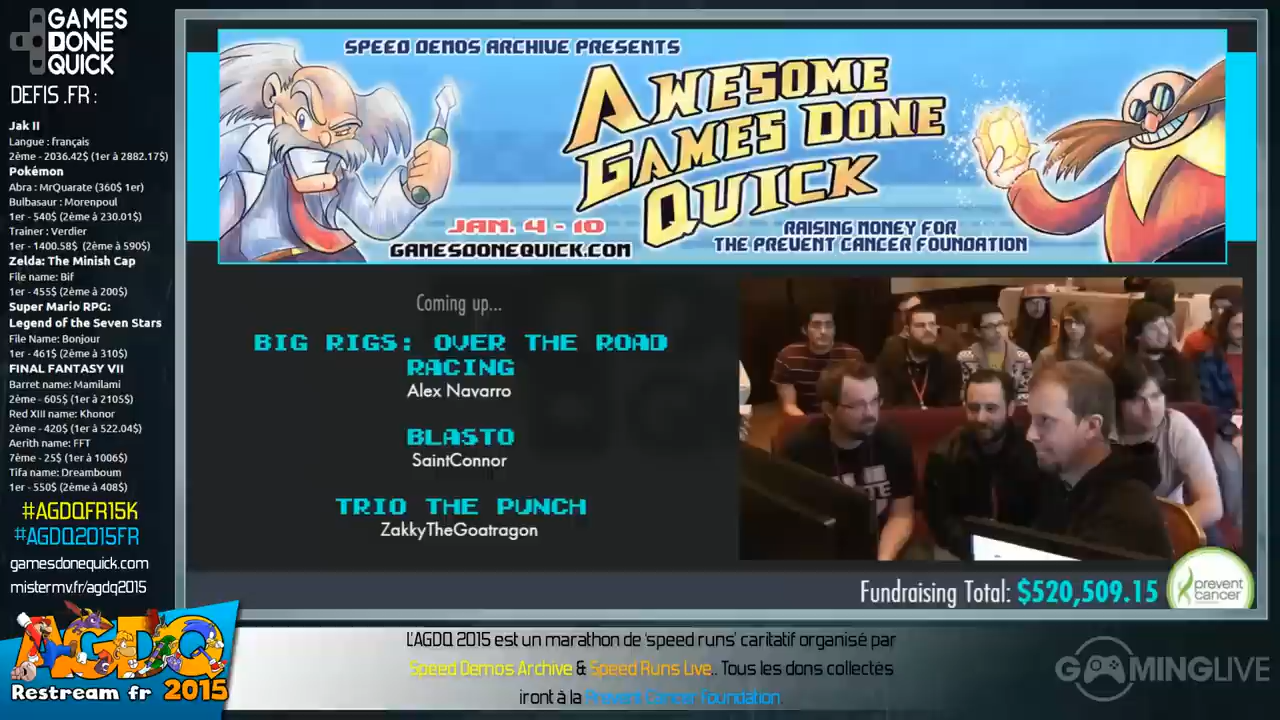 GAMES
DONE
QUICK
DEFIS .FR :
Jak II
Langue : français
2ème - 2036.42$ (1er à 2882.17$)
Pokémon
Abra : MrQuarate (360$ 1er)
Bulbasaur : Morenpoul
1er - 540$ (2ème à 230.01$)
Trainer : Verdier
1er - 1400.58$ (2ème à 590$)
Zelda: The Minish Cap
File name: Bif
1er - 455$ (2ème à 200$)
Super Mario RPG:
Legend of the Seven Stars
File Name: Bonjour
1er - 461$ (2ème à 310$)
FINAL FANTASY VII
Barret name: Mamilami
2ème - 605$ (1er à 2105$)
Red XIII name: Khonor
2ème - 420$ (1er à 522.04$)
Aerith name: FFT
7ème - 25$ (1er à 1006$)
Tifa name: Dreamboum
1er - 550$ (2ème à 408$)
#AGDQFR15K
#AGDQ2015FR
gamesdonequick.com
mistermv.fr/agdq2015
AGDQ
Restream fr 2015
SPEED DEMOS ARCHIVE PRESENTS
AWESOME
GAMES DONE
QUICK
JAN. 4 - 10
GAMESDONEQUICK.COM
RAISING MONEY FOR
THE PREVENT CANCER FOUNDATION
Coming up...
BIG RIGS: OVER THE ROAD
RACING
Alex Navarro
BLASTO
SaintConnor
TRIO THE PUNCH
ZakkyTheGoatragon
Fundraising Total: $520,509.15
prevent
cancer
L'AGDQ 2015 est un marathon de 'speed runs' caritatif organisé par
Speed Demos Archive & Speed Runs Live.. Tous les dons collectés
iront à la Prevent Cancer Foundation
GAMINGLIVE